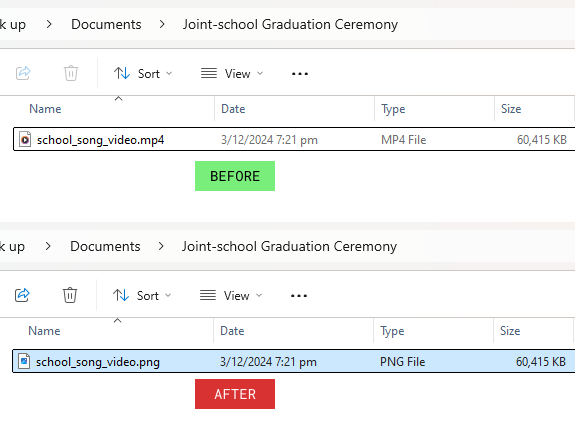 k up > Documents > Joint-school Graduation Ceremony
Sort View ...
Name Date Type Size
school_song_video.mp4 3/12/2024 7:21 pm MP4 File 60,415 KB
BEFORE
k up > Documents > Joint-school Graduation Ceremony
Sort View ...
Name Date Type Size
school_song_video.png 3/12/2024 7:21 pm PNG File 60,415 KB
AFTER